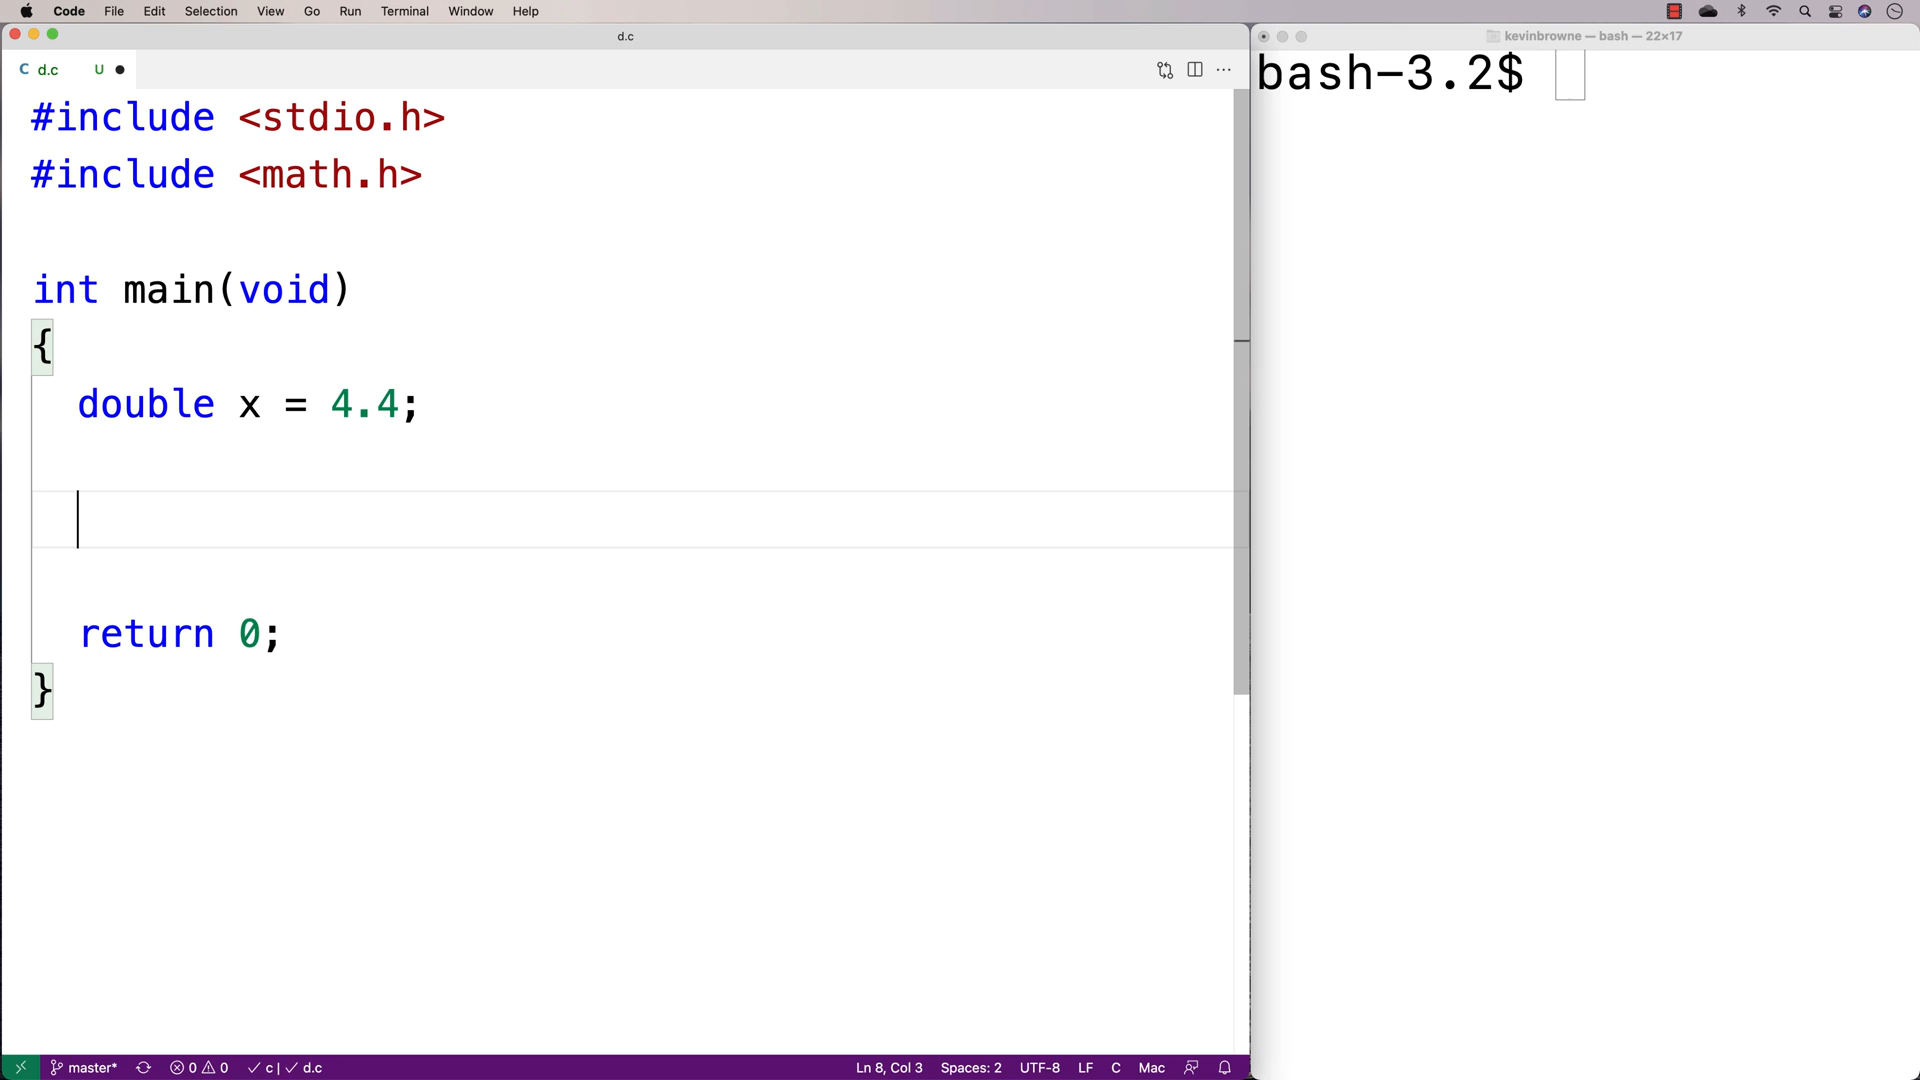 Code File Edit Selection View Go Run Terminal Window Help
d.c
C d.c U
#include <stdio.h>
#include <math.h>
int main(void)
{
double x = 4.4;
return 0;
}
master* 0 0 c | d.c Ln 8, Col 3 Spaces: 2 UTF-8 LF C Mac
kevinbrowne — bash — 22×17
bash-3.2$